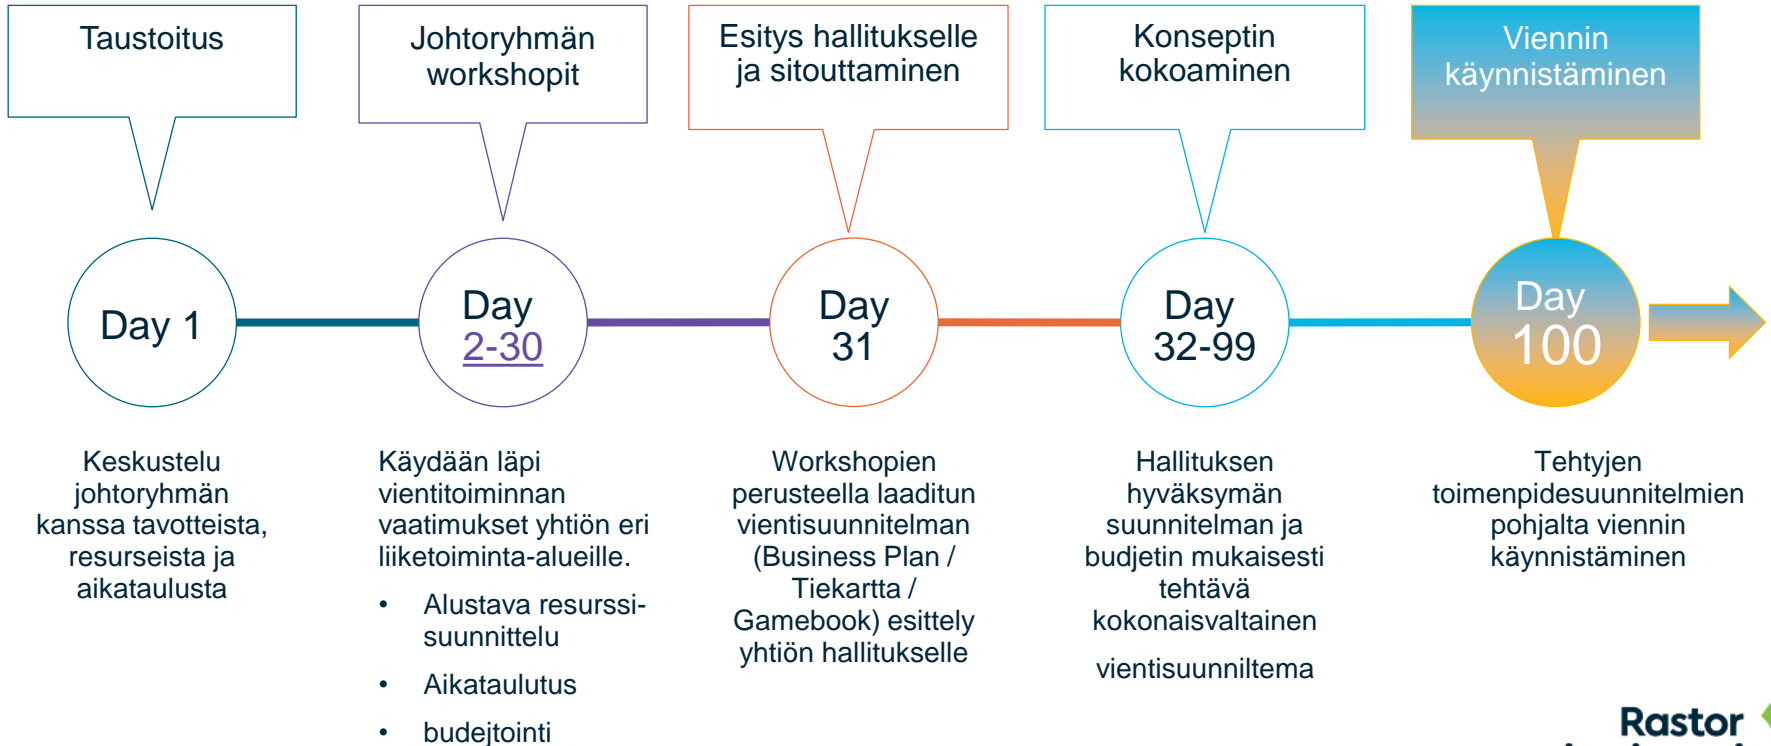 Taustoitus
Johtoryhmän
workshopit
Esitys hallitukselle
ja sitouttaminen
Konseptin
kokoaminen
Viennin
käynnistäminen
Day 1
Day
2-30
Day
31
Day
32-99
Day
100
Keskustelu
johtoryhmän
kanssa tavotteista,
resurseista ja
aikataulusta
Käydään läpi
vientitoiminnan
vaatimukset yhtiön eri
liiketoiminta-alueille.
• Alustava resurssi-
suunnittelu
• Aikataulutus
• budejtointi
Workshopien
perusteella laaditun
vientisuunnitelman
(Business Plan /
Tiekartta /
Gamebook) esittely
yhtiön hallitukselle
Hallituksen
hyväksymän
suunnitelman ja
budjetin mukaisesti
tehtävä
kokonaisvaltainen
vientisuunniltema
Tehtyjen
toimenpidesuunnitelmien
pohjalta viennin
käynnistäminen
Rastor